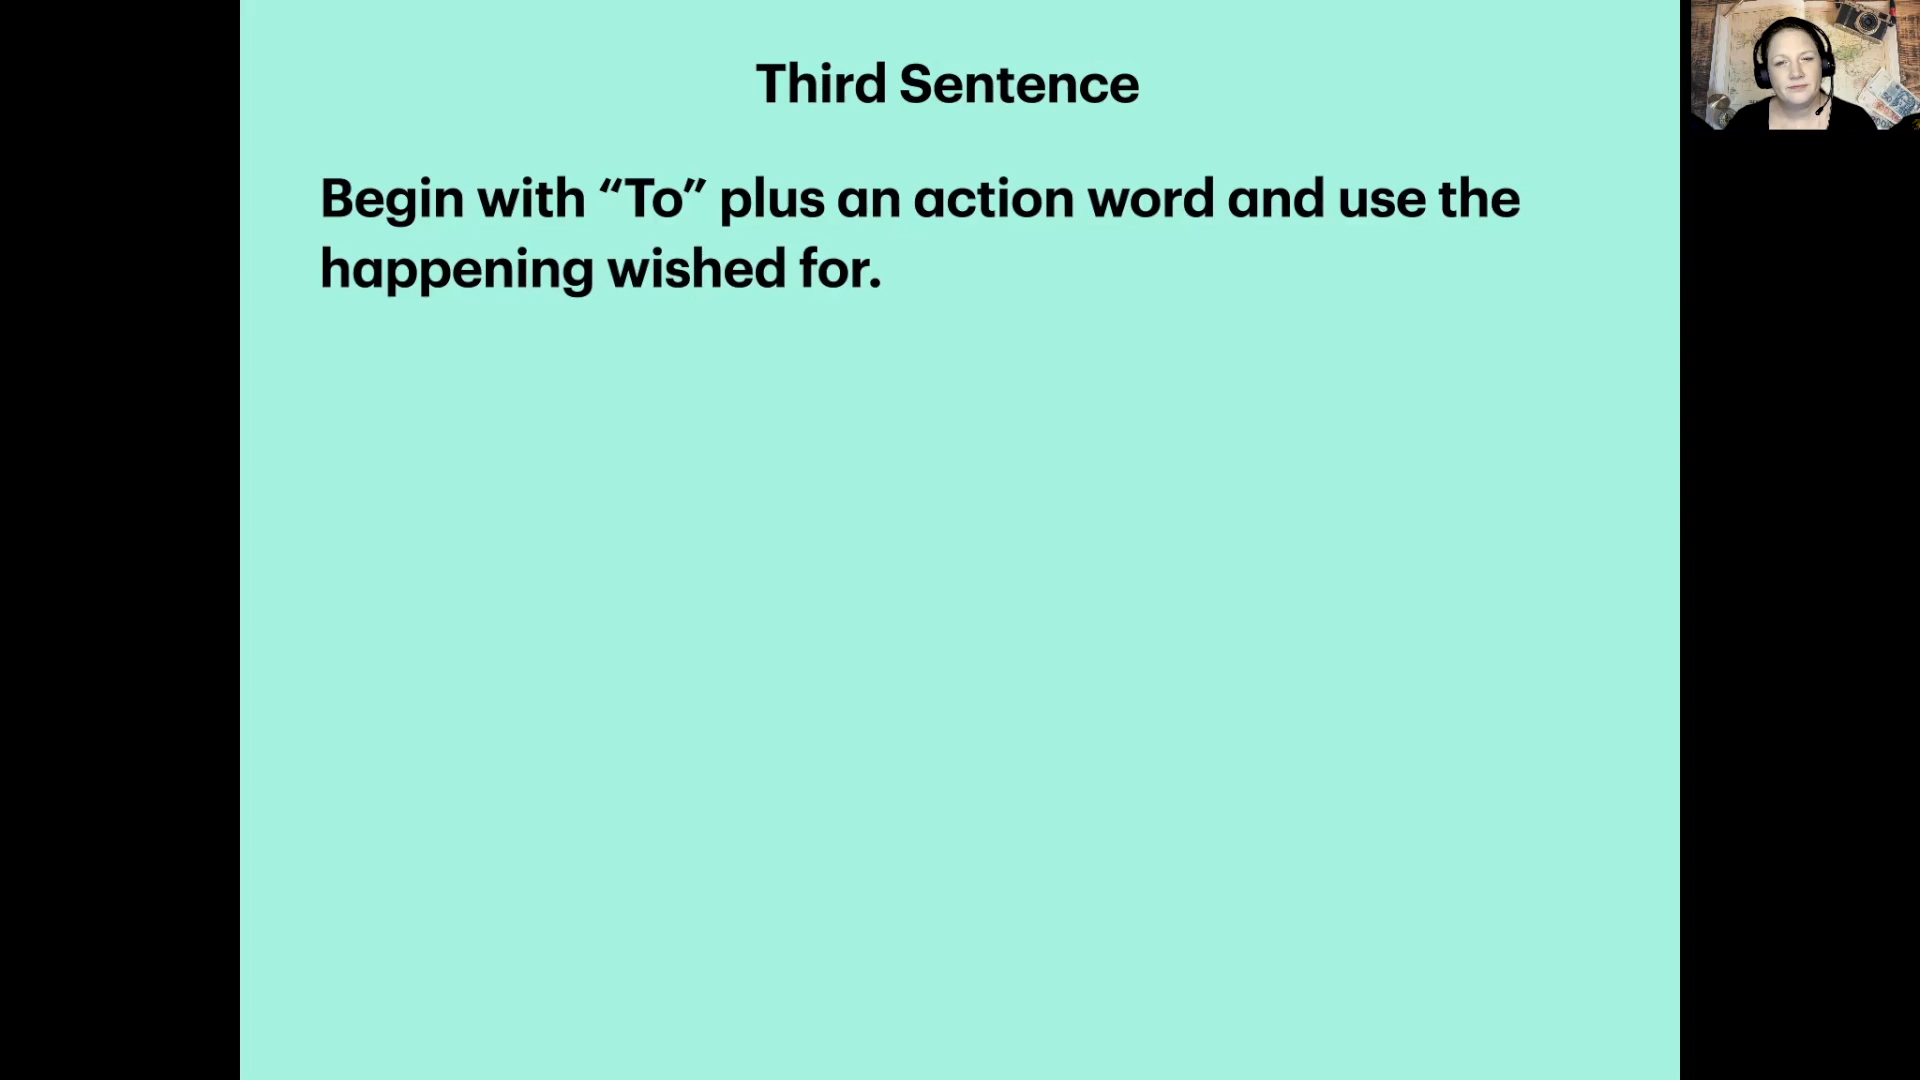 Third Sentence
Begin with “To” plus an action word and use the
happening wished for.